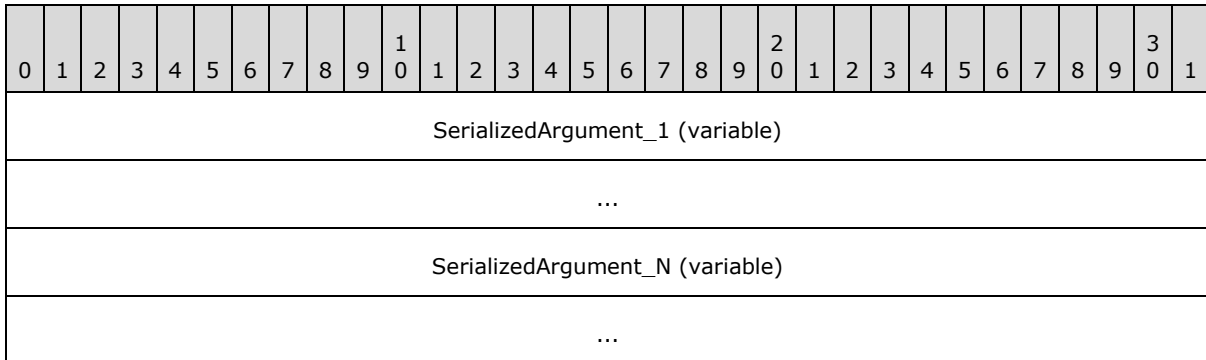 1 2 3
0 1 2 3 4 5 6 7 8 9 0 1 2 3 4 5 6 7 8 9 0 1 2 3 4 5 6 7 8 9 0 1
SerializedArgument_1 (variable)
...
SerializedArgument_N (variable)
...